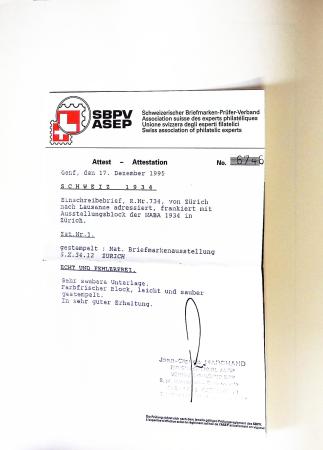 SBPV
ASEP
Schweizerischer Briefmarken-Prüfer-Verband
Association suisse des experts philatéliques
Unione svizzera degli esperti filatelici
Swiss association of philatelic experts
Attest – Attestation
No. 6746
Genf, den 17. Dezember 1995
SCHWEIZ 1934
Einschreibebrief, R.Nr.734, von Zürich
nach Lausanne adressiert, frankiert mit
Ausstellungsblock der NABA 1934 in
Zürich.
Kat.Nr.1.
gestempelt : Nat. Briefmarkenausstellung
ZÜRICH
ECHT UND FEHLERFREI.
Sehr saubere Unterlage.
Farbfrischer Block, leicht und sauber
gestempelt.
In sehr guter Erhaltung.
MARCHAND